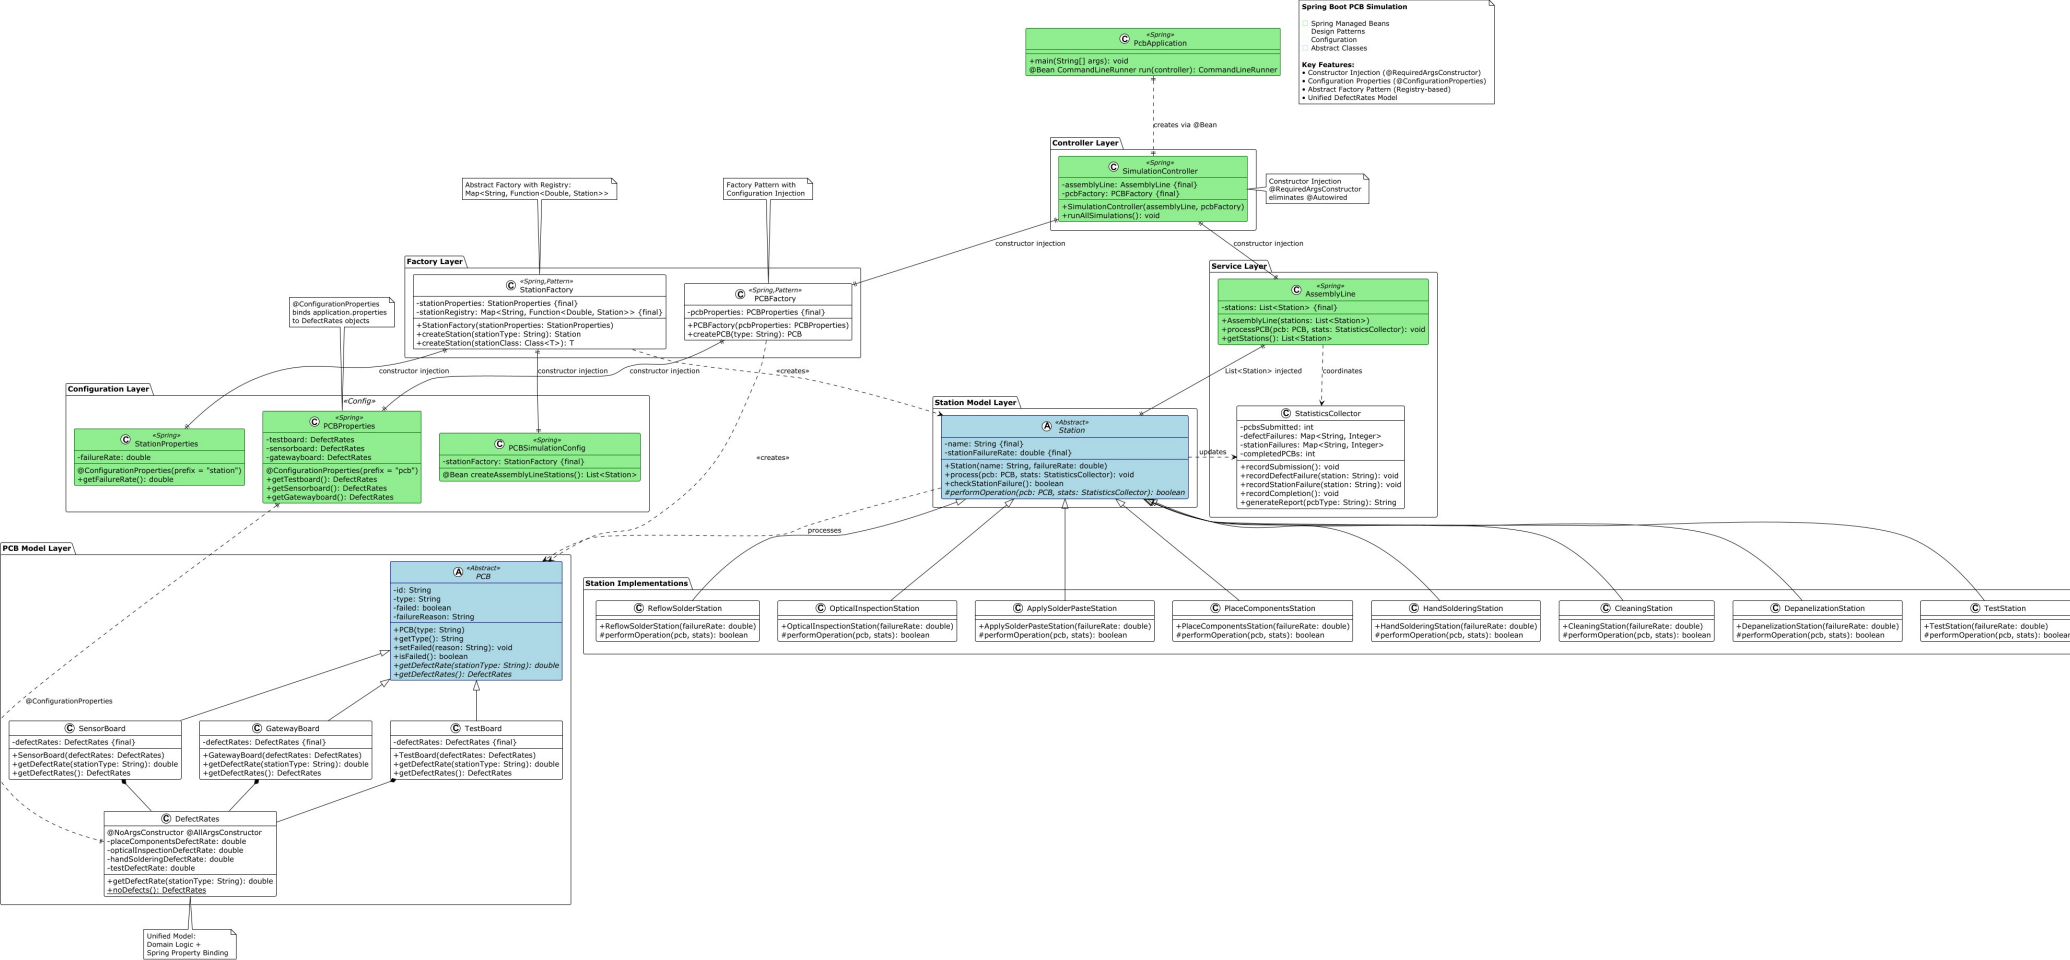 Spring Boot PCB Simulation
Spring Managed Beans
Design Patterns
Configuration
Abstract Classes
Key Features:
• Constructor Injection (@RequiredArgsConstructor)
• Configuration Properties (@ConfigurationProperties)
• Abstract Factory Pattern (Registry-based)
• Unified DefectRates Model
«Spring»
C PcbApplication
+main(String[] args): void
@Bean CommandLineRunner run(controller): CommandLineRunner
creates via @Bean
Controller Layer
«Spring»
C SimulationController
-assemblyLine: AssemblyLine {final}
-pcbFactory: PCBFactory {final}
+SimulationController(assemblyLine, pcbFactory)
+runAllSimulations(): void
Constructor Injection
@RequiredArgsConstructor
eliminates @Autowired
Abstract Factory with Registry:
Map<String, Function<Double, Station>>
Factory Pattern with
Configuration Injection
constructor injection
constructor injection
Factory Layer
«Spring,Pattern»
C StationFactory
-stationProperties: StationProperties {final}
-stationRegistry: Map<String, Function<Double, Station>> {final}
+StationFactory(stationProperties: StationProperties)
+createStation(stationType: String): Station
+createStation(stationClass: Class<T>): T
«Spring,Pattern»
C PCBFactory
-pcbProperties: PCBProperties {final}
+PCBFactory(pcbProperties: PCBProperties)
+createPCB(type: String): PCB
Service Layer
«Spring»
C AssemblyLine
-stations: List<Station> {final}
+AssemblyLine(stations: List<Station>)
+processPCB(pcb: PCB, stats: StatisticsCollector): void
+getStations(): List<Station>
@ConfigurationProperties
binds application.properties
to DefectRates objects
constructor injection
constructor injection
constructor injection
«creates»
List<Station> injected
coordinates
Configuration Layer
«Config»
«Spring»
C StationProperties
-failureRate: double
@ConfigurationProperties(prefix = "station")
+getFailureRate(): double
«Spring»
C PCBProperties
-testboard: DefectRates
-sensorboard: DefectRates
-gatewayboard: DefectRates
@ConfigurationProperties(prefix = "pcb")
+getTestboard(): DefectRates
+getSensorboard(): DefectRates
+getGatewayboard(): DefectRates
«Spring»
C PCBSimulationConfig
-stationFactory: StationFactory {final}
@Bean createAssemblyLineStations(): List<Station>
«creates»
Station Model Layer
«Abstract»
A Station
-name: String {final}
-stationFailureRate: double {final}
+Station(name: String, failureRate: double)
+process(pcb: PCB, stats: StatisticsCollector): void
+checkStationFailure(): boolean
#performOperation(pcb: PCB, stats: StatisticsCollector): boolean
updates
C StatisticsCollector
-pcbsSubmitted: int
-defectFailures: Map<String, Integer>
-stationFailures: Map<String, Integer>
-completedPCBs: int
+recordSubmission(): void
+recordDefectFailure(station: String): void
+recordStationFailure(station: String): void
+recordCompletion(): void
+generateReport(pcbType: String): String
processes
PCB Model Layer
«Abstract»
A PCB
-id: String
-type: String
-failed: boolean
-failureReason: String
+PCB(type: String)
+getType(): String
+setFailed(reason: String): void
+isFailed(): boolean
+getDefectRate(stationType: String): double
+getDefectRates(): DefectRates
Station Implementations
C ReflowSolderStation
+ReflowSolderStation(failureRate: double)
#performOperation(pcb, stats): boolean
C OpticalInspectionStation
+OpticalInspectionStation(failureRate: double)
#performOperation(pcb, stats): boolean
C ApplySolderPasteStation
+ApplySolderPasteStation(failureRate: double)
#performOperation(pcb, stats): boolean
C PlaceComponentsStation
+PlaceComponentsStation(failureRate: double)
#performOperation(pcb, stats): boolean
C HandSolderingStation
+HandSolderingStation(failureRate: double)
#performOperation(pcb, stats): boolean
C CleaningStation
+CleaningStation(failureRate: double)
#performOperation(pcb, stats): boolean
C DepanelizationStation
+DepanelizationStation(failureRate: double)
#performOperation(pcb, stats): boolean
C TestStation
+TestStation(failureRate: double)
#performOperation(pcb, stats): boolean
@ConfigurationProperties
C SensorBoard
-defectRates: DefectRates {final}
+SensorBoard(defectRates: DefectRates)
+getDefectRate(stationType: String): double
+getDefectRates(): DefectRates
C GatewayBoard
-defectRates: DefectRates {final}
+GatewayBoard(defectRates: DefectRates)
+getDefectRate(stationType: String): double
+getDefectRates(): DefectRates
C TestBoard
-defectRates: DefectRates {final}
+TestBoard(defectRates: DefectRates)
+getDefectRate(stationType: String): double
+getDefectRates(): DefectRates
C DefectRates
@NoArgsConstructor @AllArgsConstructor
-placeComponentsDefectRate: double
-opticalInspectionDefectRate: double
-handSolderingDefectRate: double
-testDefectRate: double
+getDefectRate(stationType: String): double
+noDefects(): DefectRates
Unified Model:
Domain Logic +
Spring Property Binding